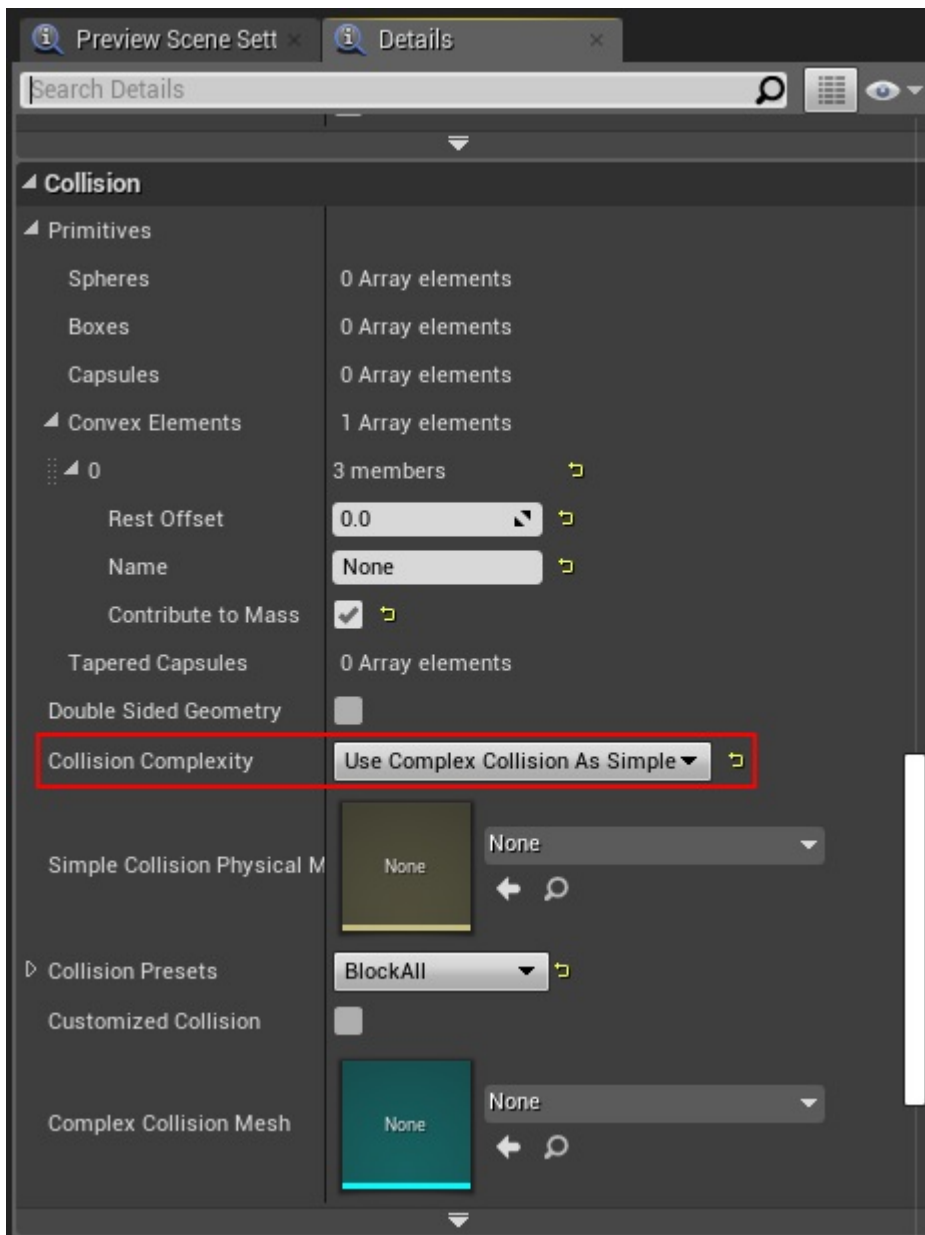 Preview Scene Sett
Details
Search Details
Collision
Primitives
Spheres 0 Array elements
Boxes 0 Array elements
Capsules 0 Array elements
Convex Elements 1 Array elements
0 3 members
Rest Offset 0.0
Name None
Contribute to Mass
Tapered Capsules 0 Array elements
Double Sided Geometry
Collision Complexity Use Complex Collision As Simple
Simple Collision Physical M None None
Collision Presets BlockAll
Customized Collision
Complex Collision Mesh None None